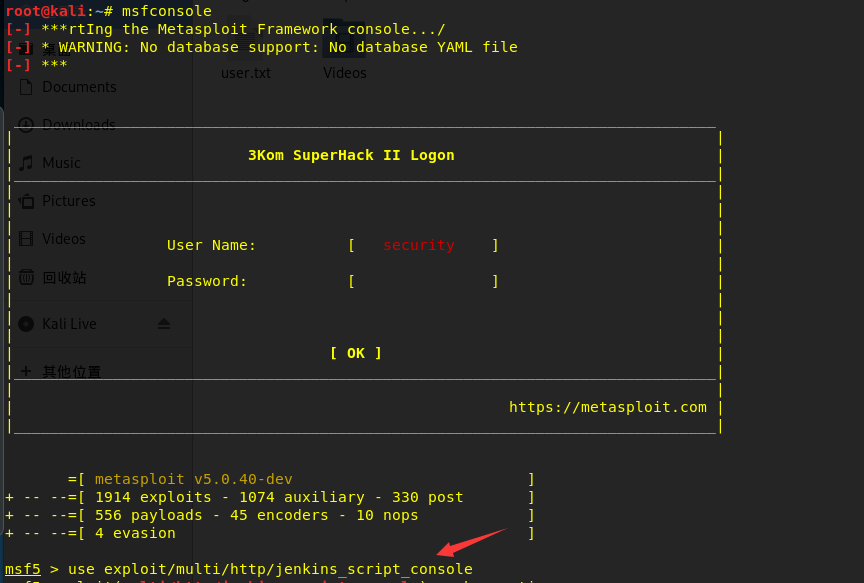 root@kali:~# msfconsole
[-] ***rtIng the Metasploit Framework console.../
[-] * WARNING: No database support: No database YAML file
[-] ***
user.txt
Videos
Documents
Downloads
Music
Pictures
Videos
回收站
Kali Live
+ 其他位置
3Kom SuperHack II Logon
User Name: [ security ]
Password: [ ]
[ OK ]
https://metasploit.com
=[ metasploit v5.0.40-dev ]
+ -- --=[ 1914 exploits - 1074 auxiliary - 330 post ]
+ -- --=[ 556 payloads - 45 encoders - 10 nops ]
+ -- --=[ 4 evasion ]
msf5 > use exploit/multi/http/jenkins_script_console